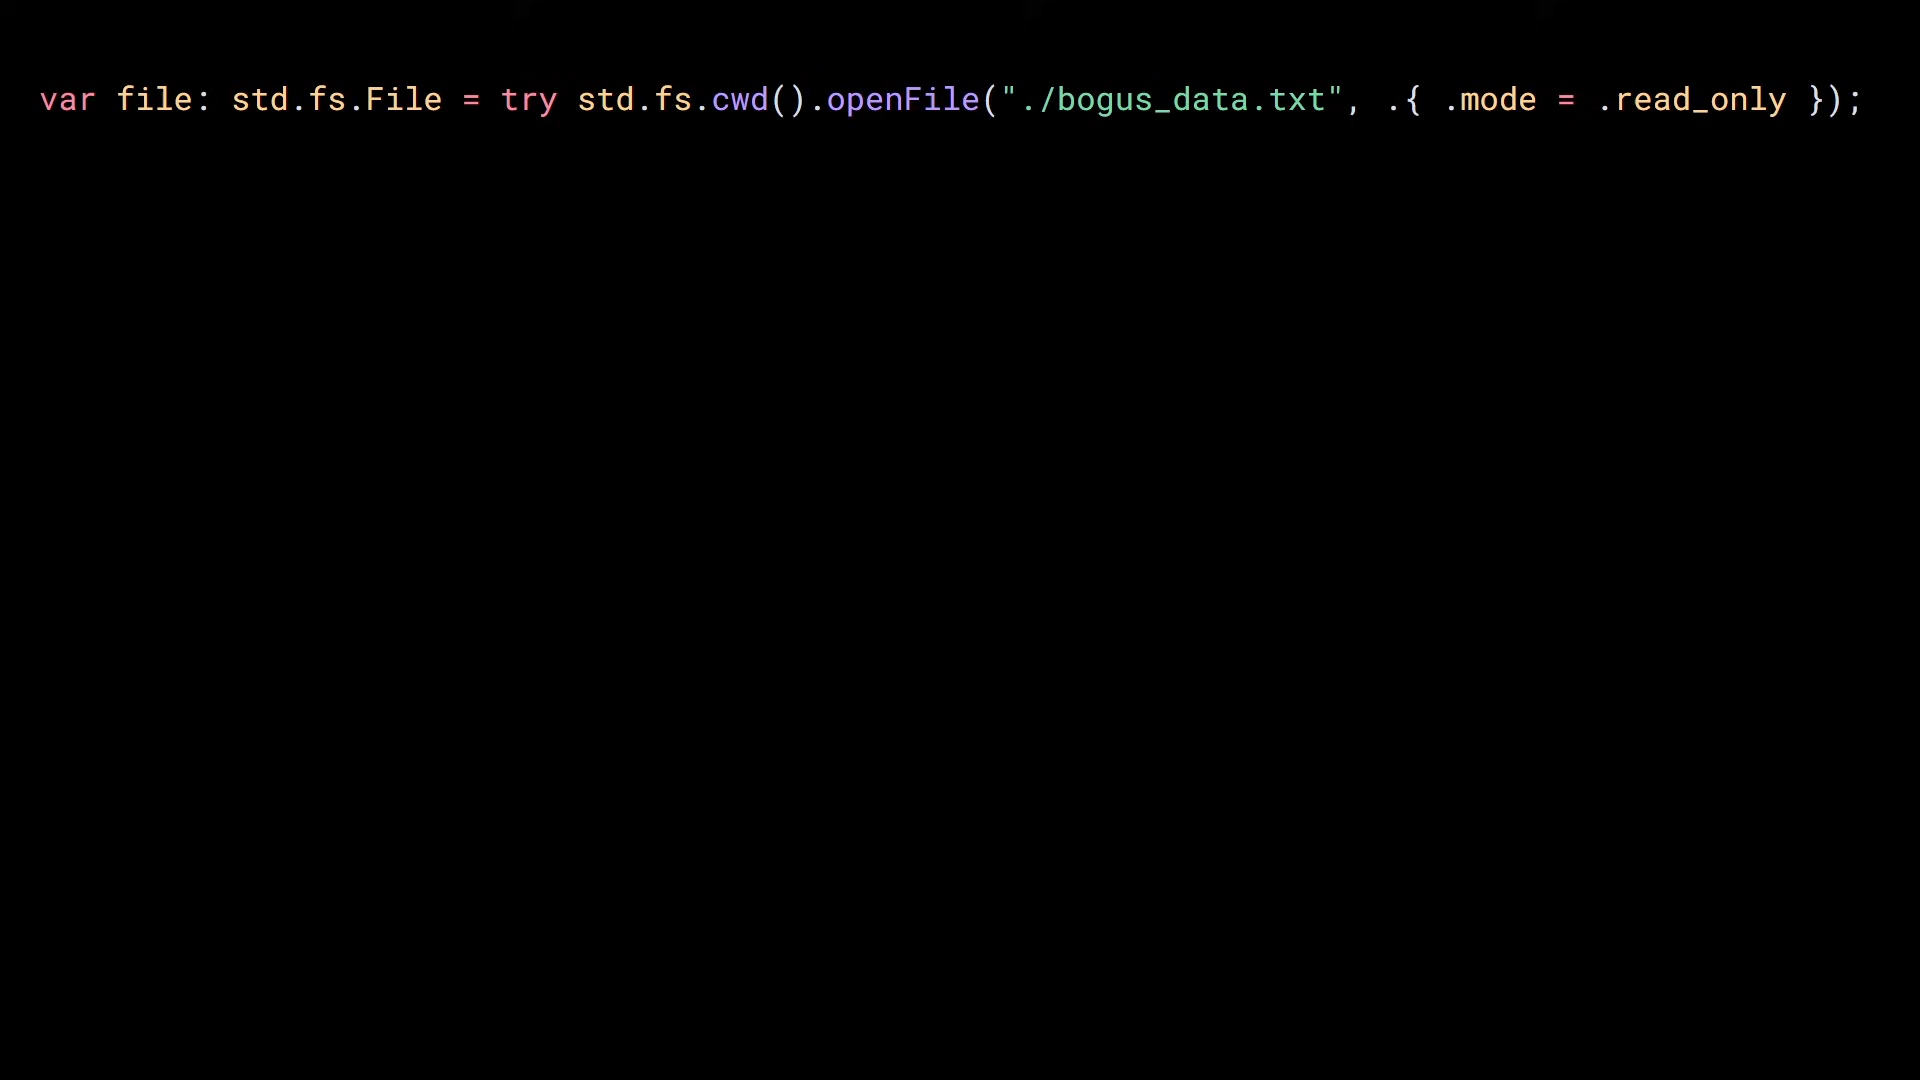 var file: std.fs.File = try std.fs.cwd().openFile("./bogus_data.txt", .{ .mode = .read_only });